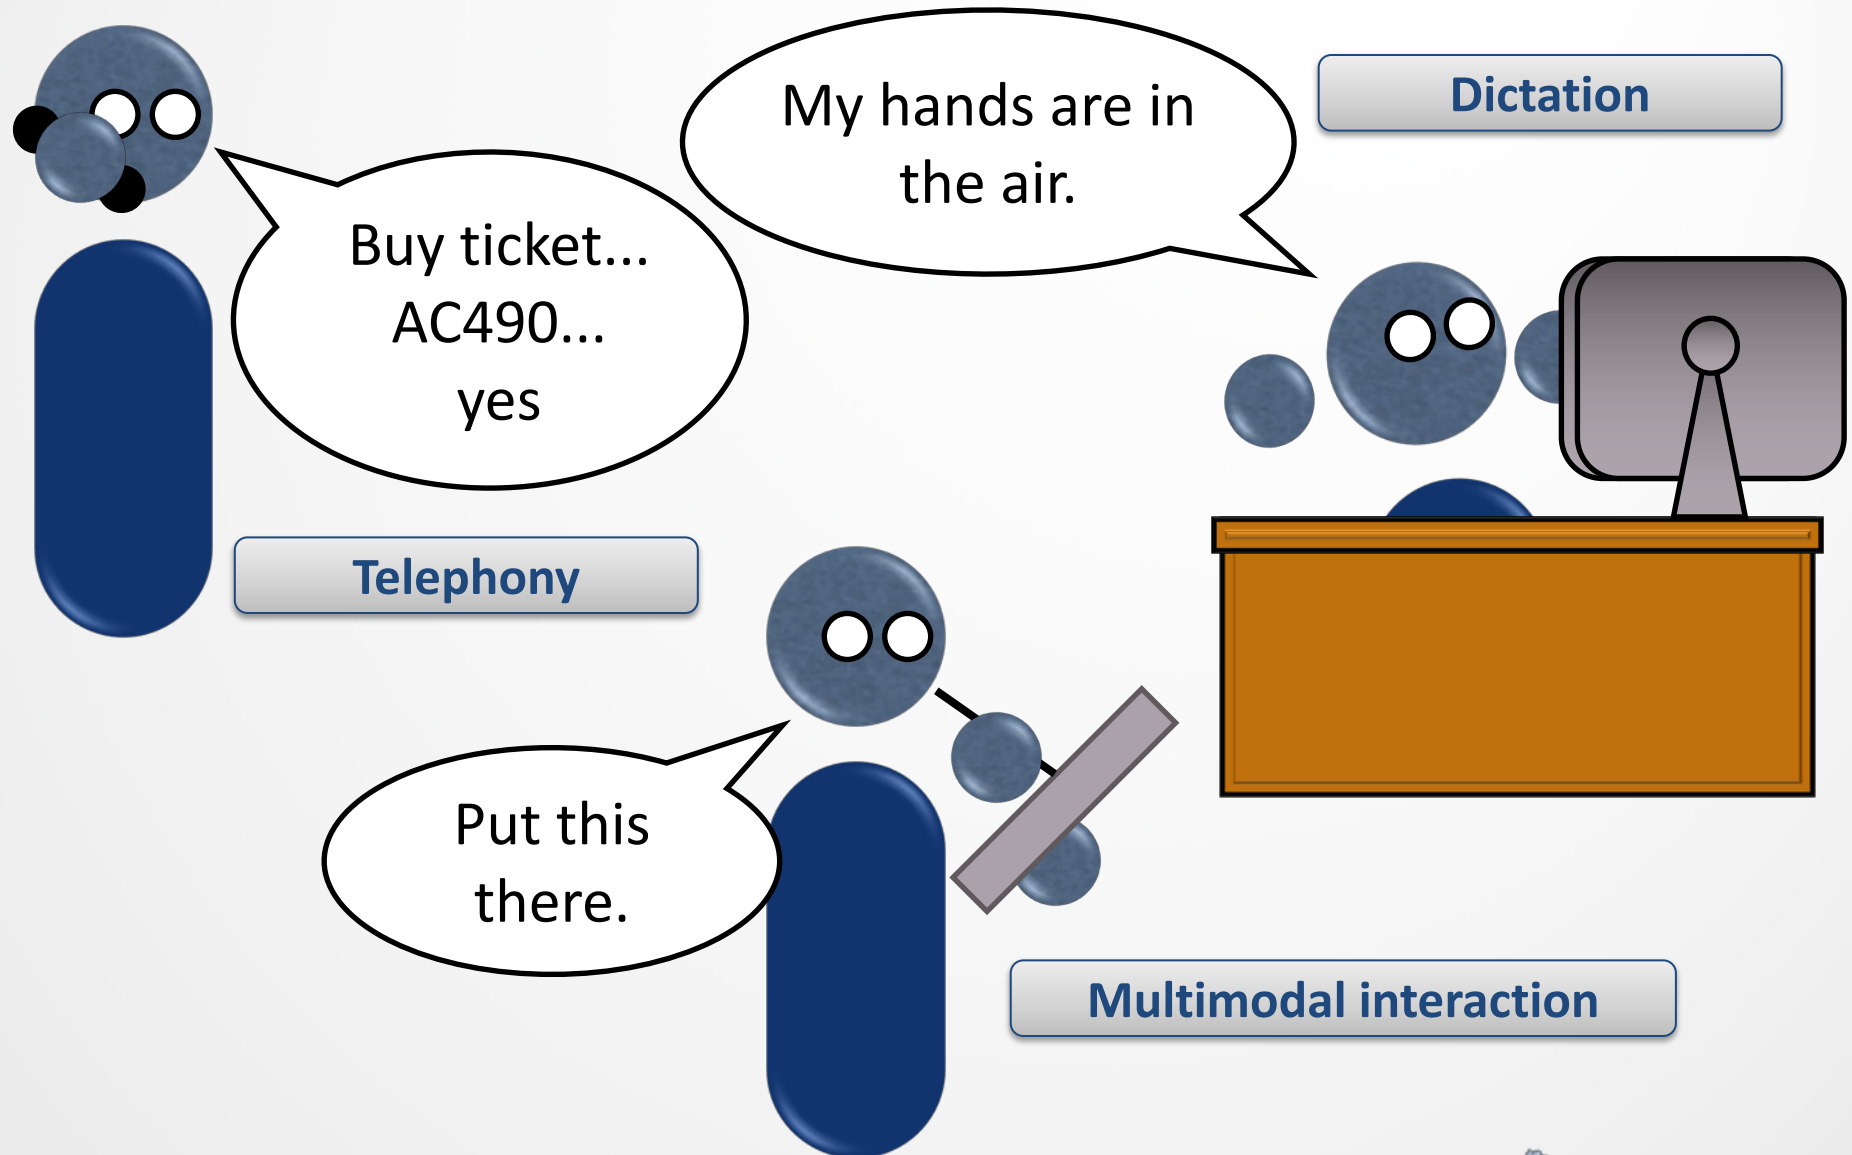 My hands are in
the air.
Dictation
Buy ticket...
AC490...
yes
Telephony
Put this
there.
Multimodal interaction